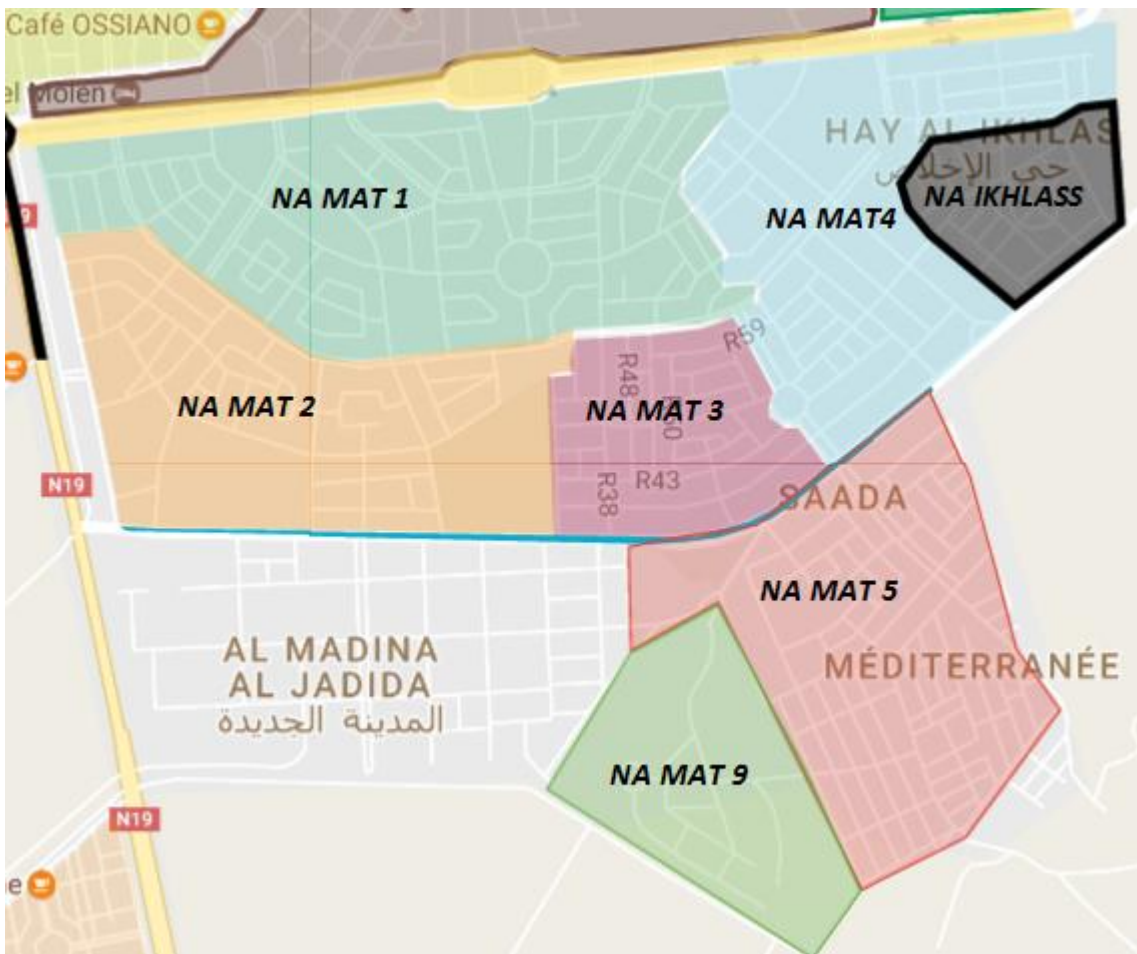 Café OSSIANO
el Molen
HAY AL IKHLAS
حي الإخلاص
NA MAT 1
NA MAT4
NA IKHLASS
R59
R48
NA MAT 2
NA MAT 3
N19
R43
R38
SAADA
NA MAT 5
AL MADINA
AL JADIDA
المدينة الجديدة
MÉDITERRANÉE
NA MAT 9
N19
e